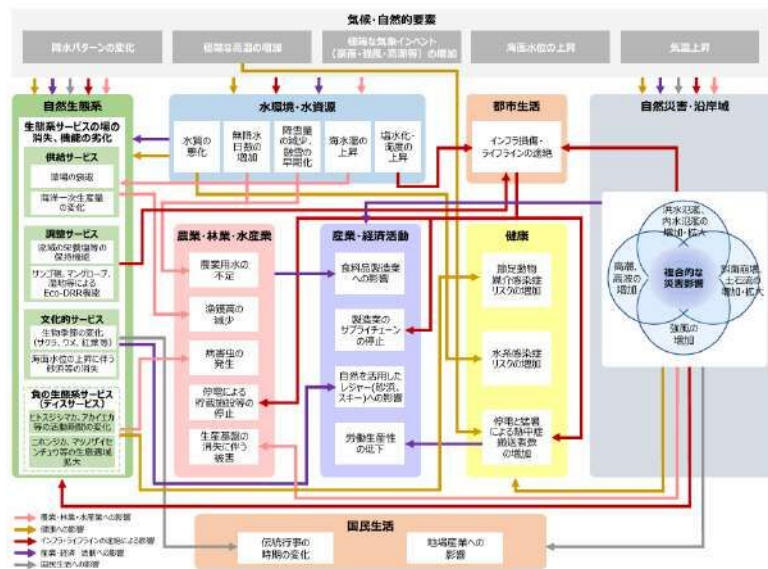 気候・自然的要素
降水パターンの変化
極端な高温の増加
極端な気象イベント
(豪雨・強風・高潮等)の増加
海面水位の上昇
気温上昇
自然生態系
生態系サービスの場の
消失、機能の劣化
供給サービス
藻場の衰退
海洋一次生産量
の変化
調整サービス
流域の栄養塩等の
保持機能
サンゴ礁、マングローブ、
湿地等による
Eco-DRR機能
文化的サービス
生物季節の変化
(サクラ、ウメ、紅葉等)
海面水位の上昇に伴う
砂浜等の消失
負の生態系サービス
(ディスサービス)
ヒトスジシマカ、アカイエカ
等の活動期間の変化
ニホンジカ、マツノザイセ
ンチュウ等の生息適域
拡大
水環境・水資源
水質の
悪化
無降水
日数の
増加
降雪量
の減少、
融雪の
早期化
海水温の
上昇
塩水化・
濁度の
上昇
都市生活
インフラ損傷・
ライフラインの途絶
自然災害・沿岸域
洪水氾濫、
内水氾濫の
増加・拡大
高潮、
高波の
増加
複合的な
災害影響
斜面崩壊、
土石流の
増加・拡大
強風の
増加
農業・林業・水産業
農業用水の
不足
漁獲高の
減少
病害虫の
発生
停電による
貯蔵施設等の
停止
生産基盤の
消失に伴う
被害
産業・経済活動
食料品製造業
への影響
製造業の
サプライチェーン
の停止
自然を活用した
レジャー(砂浜、
スキー)への影響
労働生産性
の低下
健康
節足動物
媒介感染症
リスクの増加
水系感染症
リスクの増加
停電と猛暑
による熱中症
搬送者数
の増加
国民生活
伝統行事の
時期の変化
地場産業への
影響
農業・林業・水産業への影響
健康への影響
インフラ・ライフラインの途絶による影響
産業・経済 活動への影響
国民生活への影響